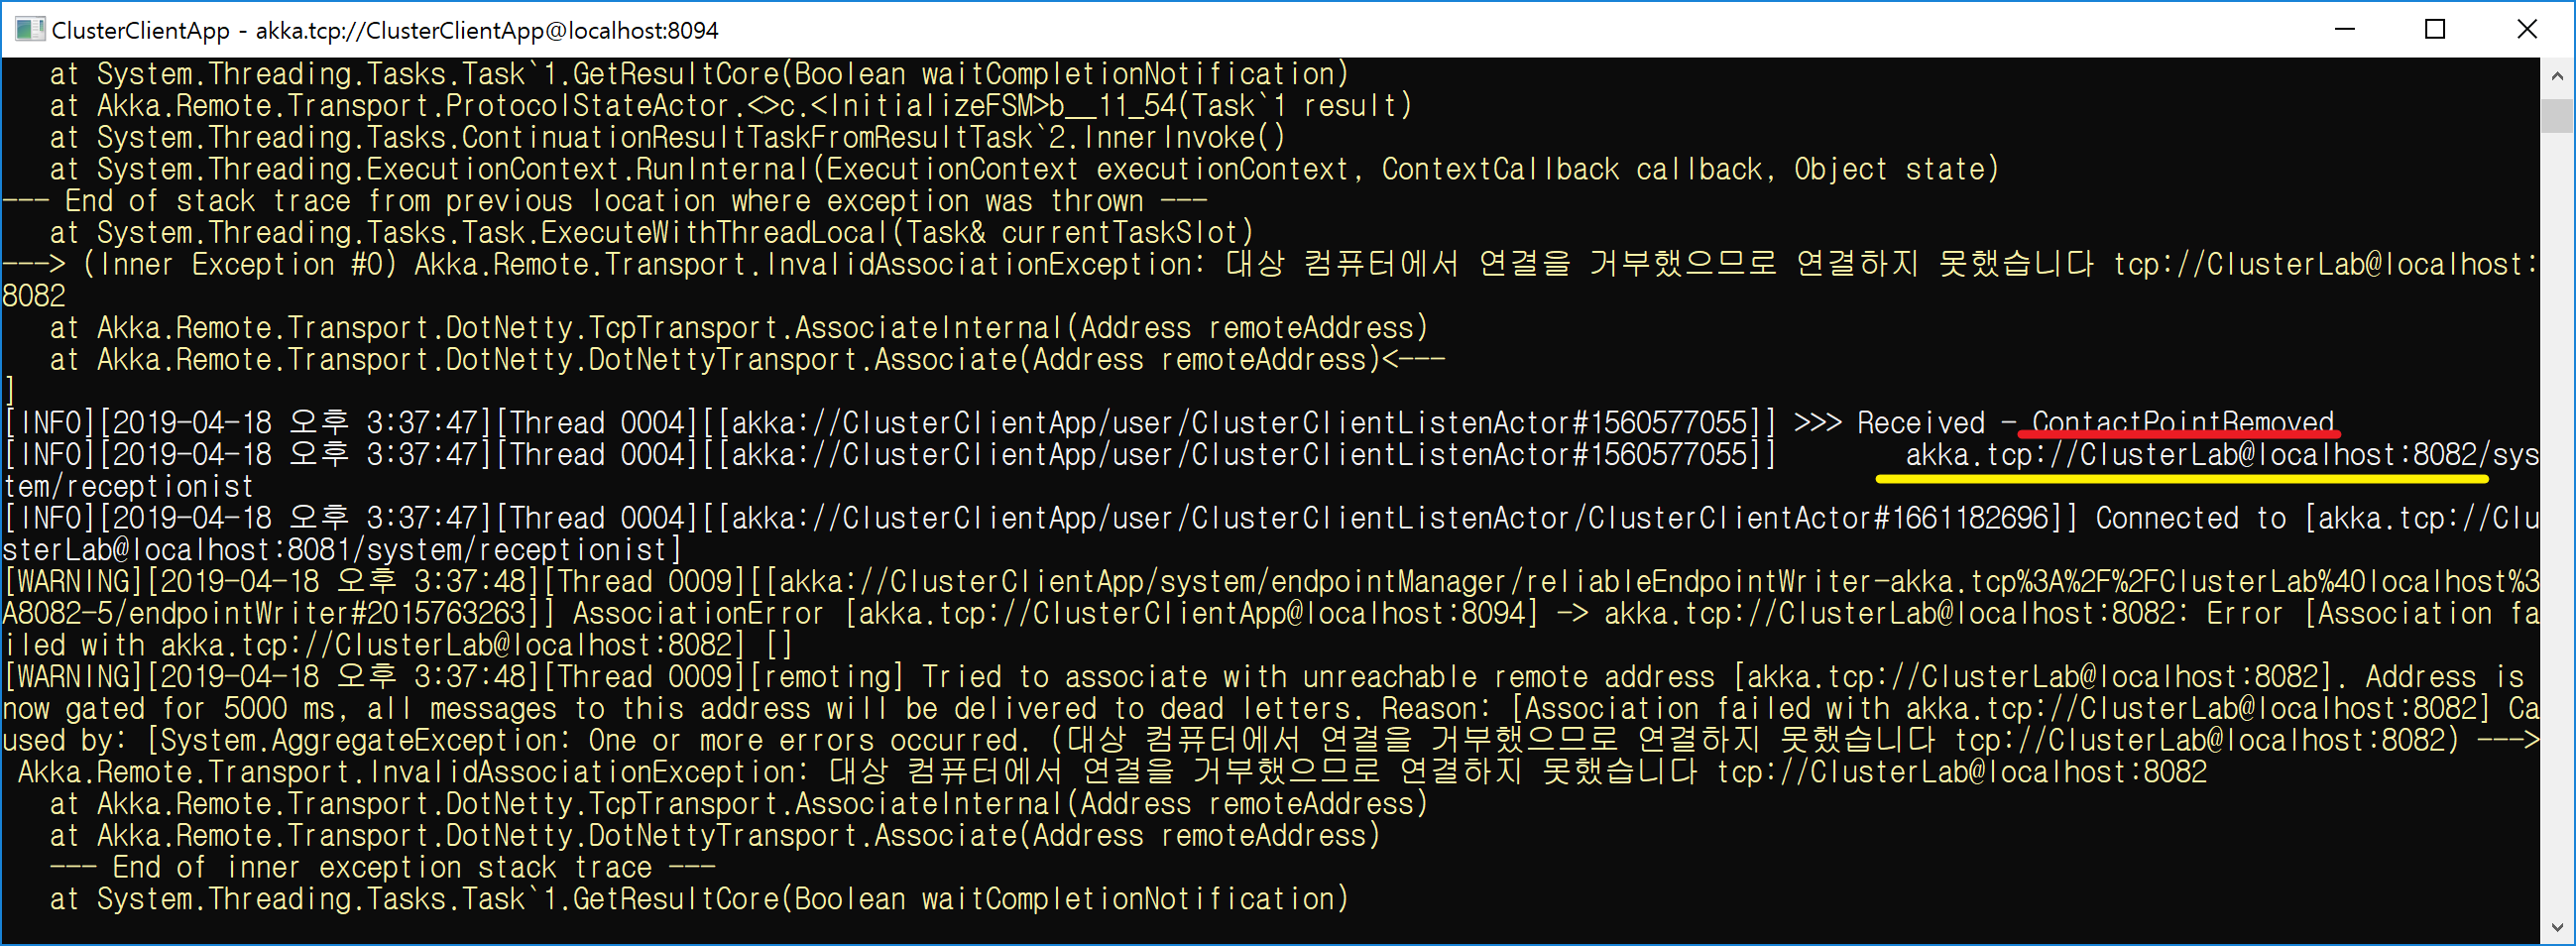 ClusterClientApp - akka.tcp://ClusterClientApp@localhost:8094
   at System.Threading.Tasks.Task`1.GetResultCore(Boolean waitCompletionNotification)
   at Akka.Remote.Transport.ProtocolStateActor.<>c.<InitializeFSM>b__11_54(Task`1 result)
   at System.Threading.Tasks.ContinuationResultTaskFromResultTask`2.InnerInvoke()
   at System.Threading.ExecutionContext.RunInternal(ExecutionContext executionContext, ContextCallback callback, Object state)
--- End of stack trace from previous location where exception was thrown ---
   at System.Threading.Tasks.Task.ExecuteWithThreadLocal(Task& currentTaskSlot)
---> (Inner Exception #0) Akka.Remote.Transport.InvalidAssociationException: 대상 컴퓨터에서 연결을 거부했으므로 연결하지 못했습니다 tcp://ClusterLab@localhost:
8082
   at Akka.Remote.Transport.DotNetty.TcpTransport.AssociateInternal(Address remoteAddress)
   at Akka.Remote.Transport.DotNetty.DotNettyTransport.Associate(Address remoteAddress)<---
]
[INFO][2019-04-18 오후 3:37:47][Thread 0004][[akka://ClusterClientApp/user/ClusterClientListenActor#1560577055]] >>> Received - ContactPointRemoved
[INFO][2019-04-18 오후 3:37:47][Thread 0004][[akka://ClusterClientApp/user/ClusterClientListenActor#1560577055]]        akka.tcp://ClusterLab@localhost:8082/sys
tem/receptionist
[INFO][2019-04-18 오후 3:37:47][Thread 0004][[akka://ClusterClientApp/user/ClusterClientListenActor/ClusterClientActor#1661182696]] Connected to [akka.tcp://Clu
sterLab@localhost:8081/system/receptionist]
[WARNING][2019-04-18 오후 3:37:48][Thread 0009][[akka://ClusterClientApp/system/endpointManager/reliableEndpointWriter-akka.tcp%3A%2F%2FClusterLab%40localhost%3
A8082-5/endpointWriter#2015763263]] AssociationError [akka.tcp://ClusterClientApp@localhost:8094] -> akka.tcp://ClusterLab@localhost:8082: Error [Association fa
iled with akka.tcp://ClusterLab@localhost:8082] []
[WARNING][2019-04-18 오후 3:37:48][Thread 0009][remoting] Tried to associate with unreachable remote address [akka.tcp://ClusterLab@localhost:8082]. Address is
now gated for 5000 ms, all messages to this address will be delivered to dead letters. Reason: [Association failed with akka.tcp://ClusterLab@localhost:8082] Ca
used by: [System.AggregateException: One or more errors occurred. (대상 컴퓨터에서 연결을 거부했으므로 연결하지 못했습니다 tcp://ClusterLab@localhost:8082) --->
 Akka.Remote.Transport.InvalidAssociationException: 대상 컴퓨터에서 연결을 거부했으므로 연결하지 못했습니다 tcp://ClusterLab@localhost:8082
   at Akka.Remote.Transport.DotNetty.TcpTransport.AssociateInternal(Address remoteAddress)
   at Akka.Remote.Transport.DotNetty.DotNettyTransport.Associate(Address remoteAddress)
   --- End of inner exception stack trace ---
   at System.Threading.Tasks.Task`1.GetResultCore(Boolean waitCompletionNotification)